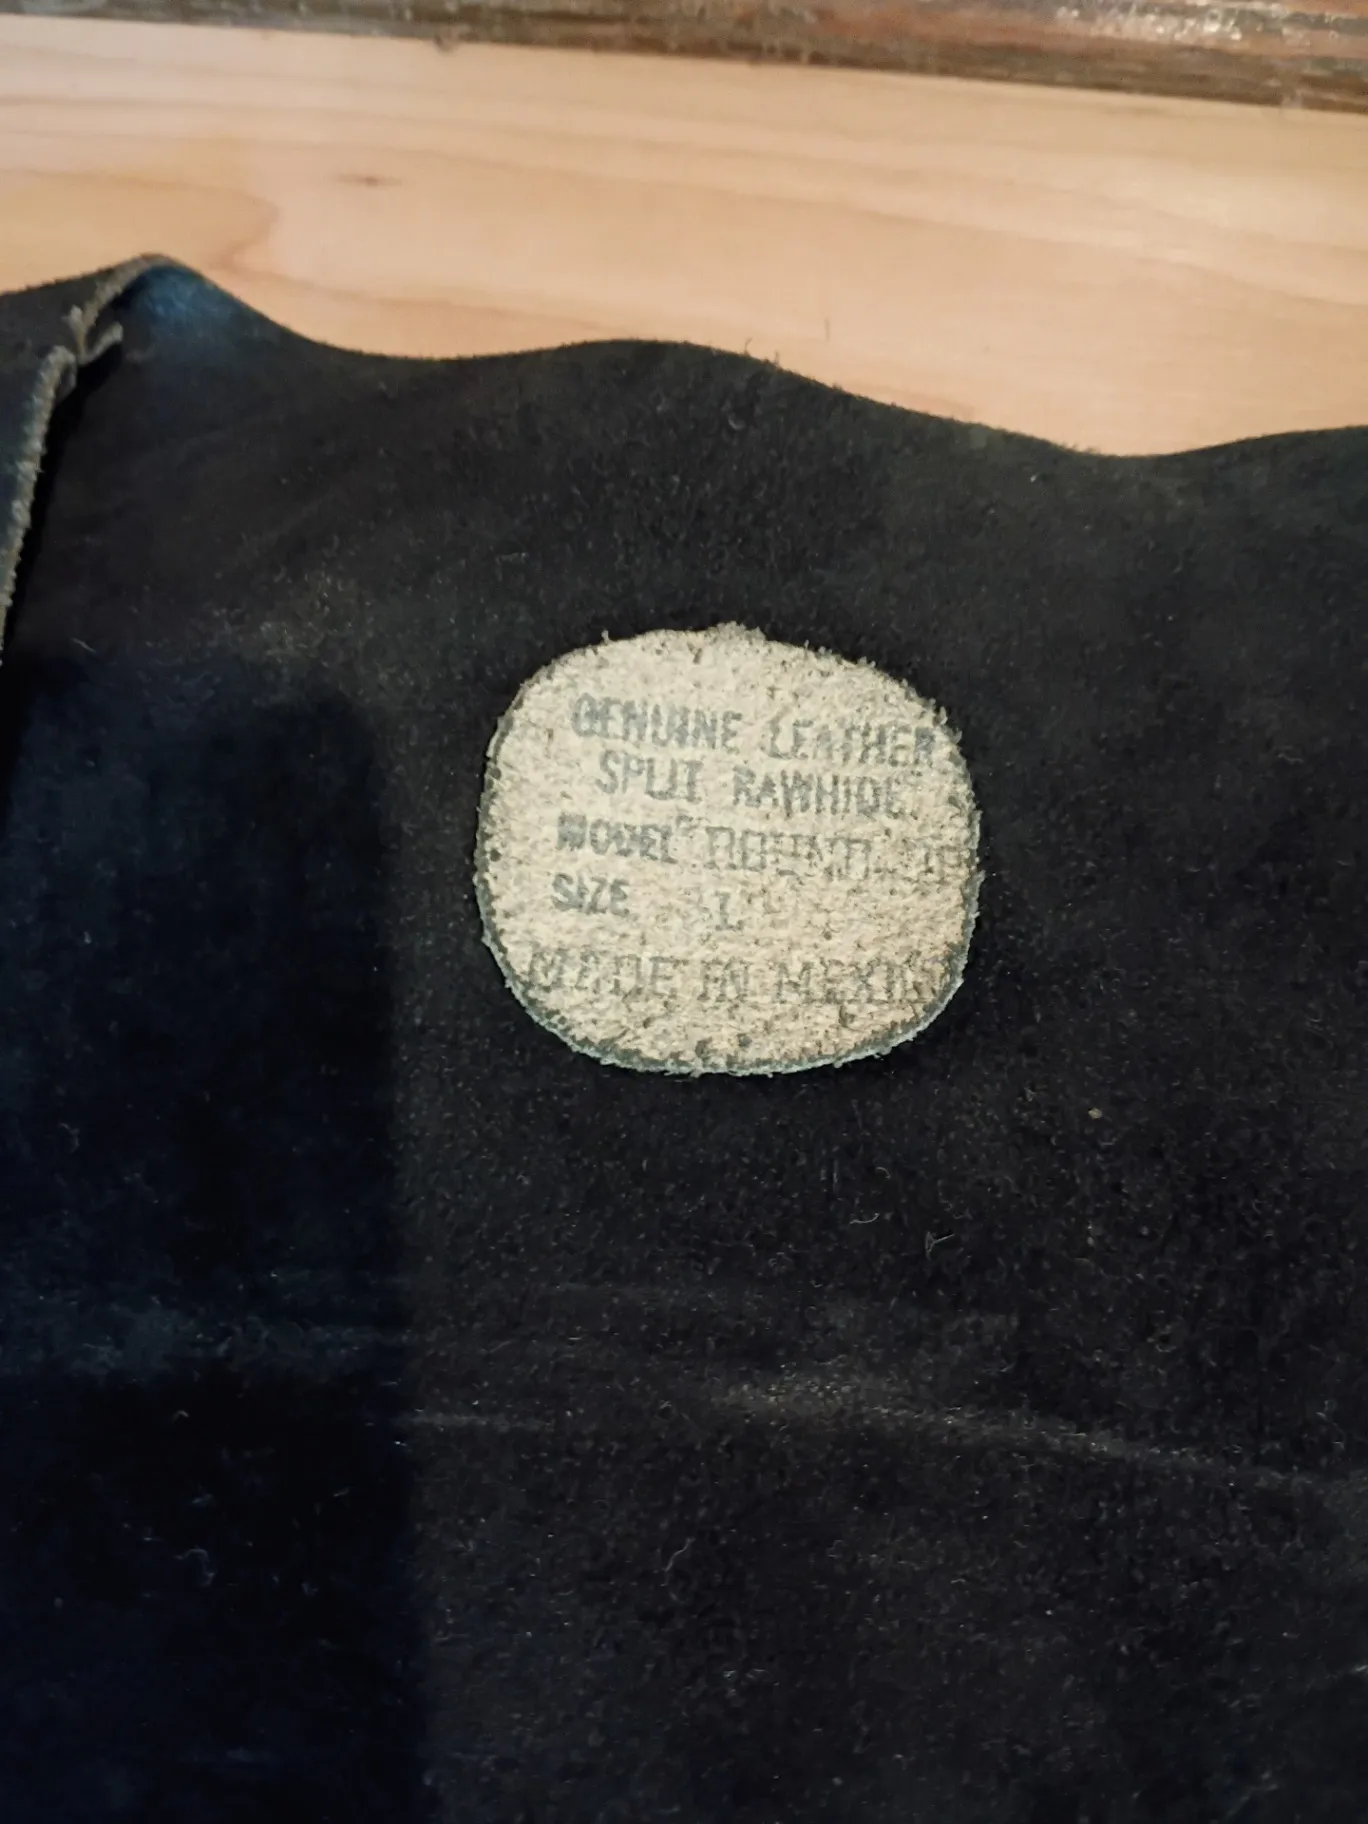 GENUINE LEATHER
SPLIT RAWHIDE
MODEL
SIZE L
MADE IN MEXICO